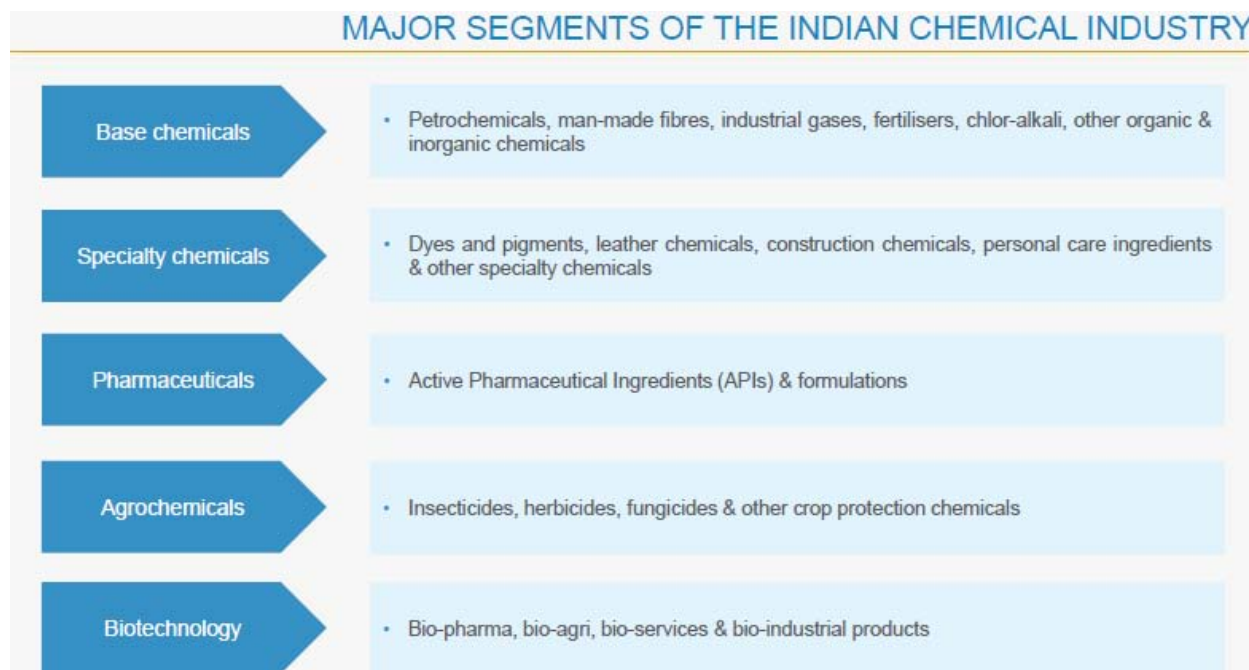 MAJOR SEGMENTS OF THE INDIAN CHEMICAL INDUSTRY
Base chemicals
• Petrochemicals, man-made fibres, industrial gases, fertilisers, chlor-alkali, other organic &
inorganic chemicals
Specialty chemicals
• Dyes and pigments, leather chemicals, construction chemicals, personal care ingredients
& other specialty chemicals
Pharmaceuticals
• Active Pharmaceutical Ingredients (APIs) & formulations
Agrochemicals
• Insecticides, herbicides, fungicides & other crop protection chemicals
Biotechnology
• Bio-pharma, bio-agri, bio-services & bio-industrial products